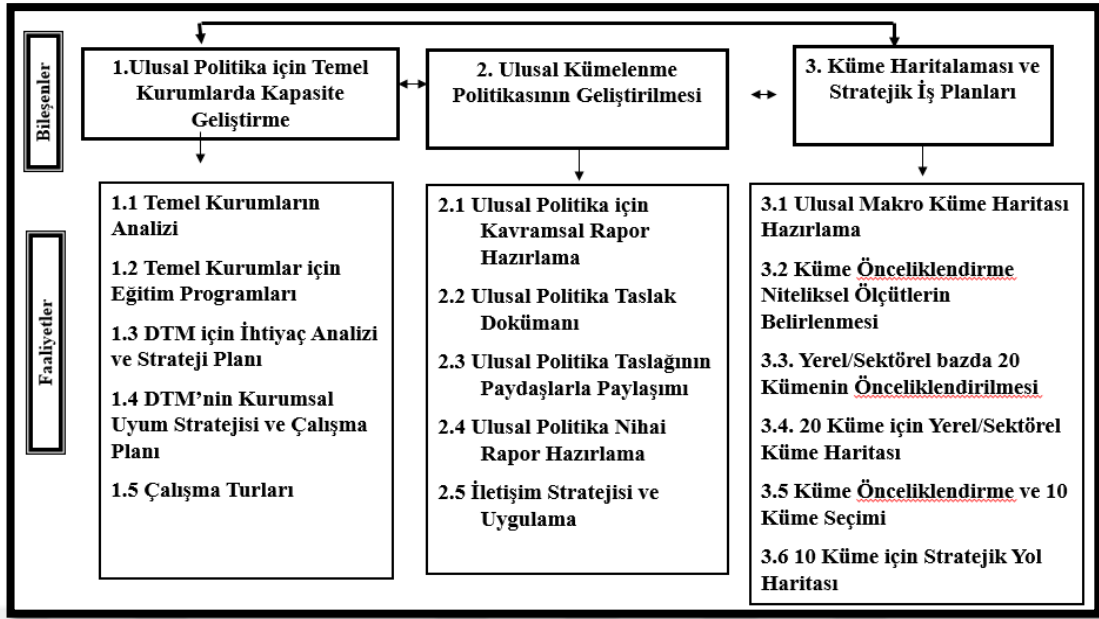 Bileşenler
1.Ulusal Politika için Temel
Kurumlarda Kapasite
Geliştirme
2. Ulusal Kümelenme
Politikasının Geliştirilmesi
3. Küme Haritalaması ve
Stratejik İş Planları
Faaliyetler
1.1 Temel Kurumların
Analizi
1.2 Temel Kurumlar için
Eğitim Programları
1.3 DTM için İhtiyaç Analizi
ve Strateji Planı
1.4 DTM’nin Kurumsal
Uyum Stratejisi ve Çalışma
Planı
1.5 Çalışma Turları
2.1 Ulusal Politika için
Kavramsal Rapor
Hazırlama
2.2 Ulusal Politika Taslak
Dokümanı
2.3 Ulusal Politika Taslağının
Paydaşlarla Paylaşımı
2.4 Ulusal Politika Nihai
Rapor Hazırlama
2.5 İletişim Stratejisi ve
Uygulama
3.1 Ulusal Makro Küme Haritası
Hazırlama
3.2 Küme Önceliklendirme
Niteliksel Ölçütlerin
Belirlenmesi
3.3. Yerel/Sektörel bazda 20
Kümenin Önceliklendirilmesi
3.4. 20 Küme için Yerel/Sektörel
Küme Haritası
3.5 Küme Önceliklendirme ve 10
Küme Seçimi
3.6 10 Küme için Stratejik Yol
Haritası